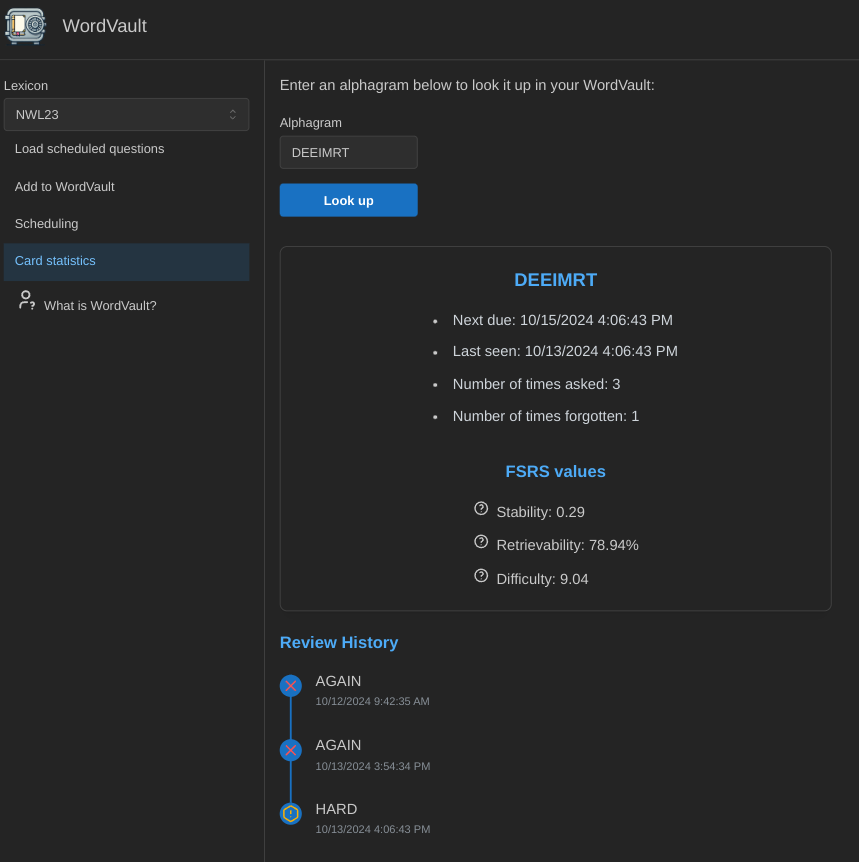 WordVault
Lexicon
NWL23
Load scheduled questions
Add to WordVault
Scheduling
Card statistics
What is WordVault?
Enter an alphagram below to look it up in your WordVault:
Alphagram
DEEIMRT
Look up
DEEIMRT
• Next due: 10/15/2024 4:06:43 PM
• Last seen: 10/13/2024 4:06:43 PM
• Number of times asked: 3
• Number of times forgotten: 1
FSRS values
Stability: 0.29
Retrievability: 78.94%
Difficulty: 9.04
Review History
AGAIN
10/12/2024 9:42:35 AM
AGAIN
10/13/2024 3:54:34 PM
HARD
10/13/2024 4:06:43 PM